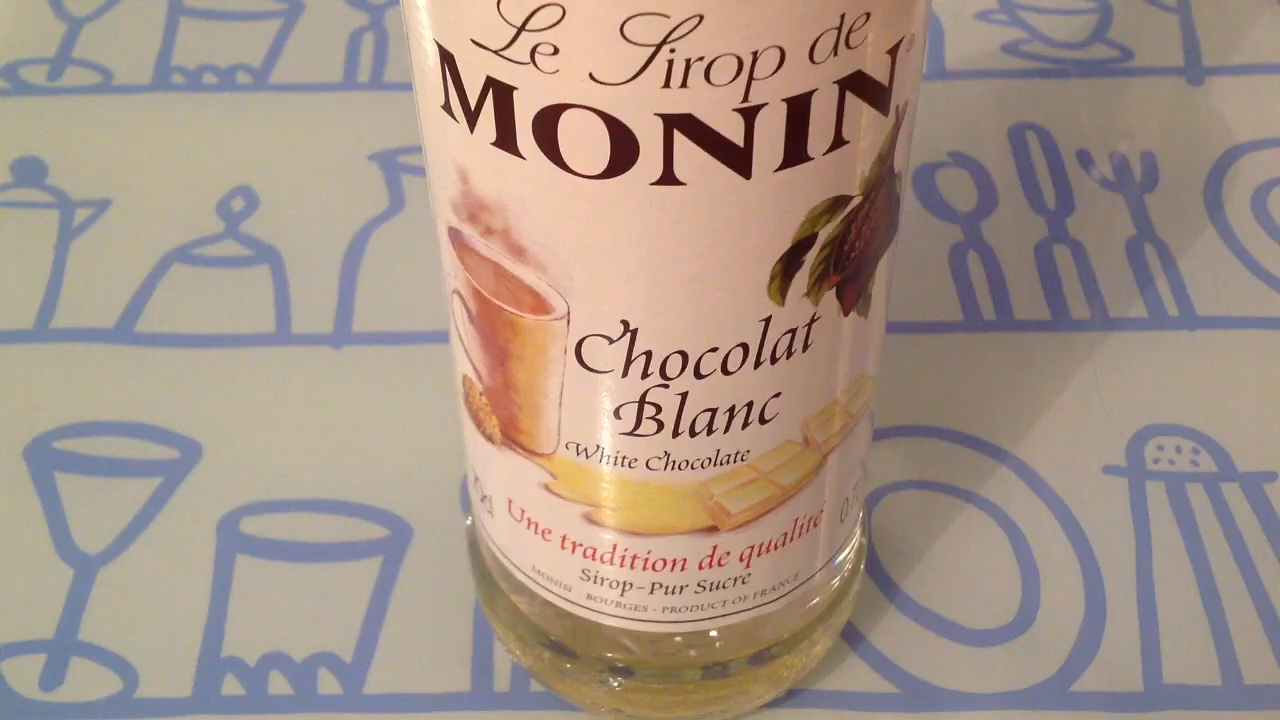 Le Sirop de
MONIN®
Chocolat
Blanc
White Chocolate
Une tradition de qualité
Sirop-Pur Sucre
MONIN BOURGES - PRODUCT OF FRANCE